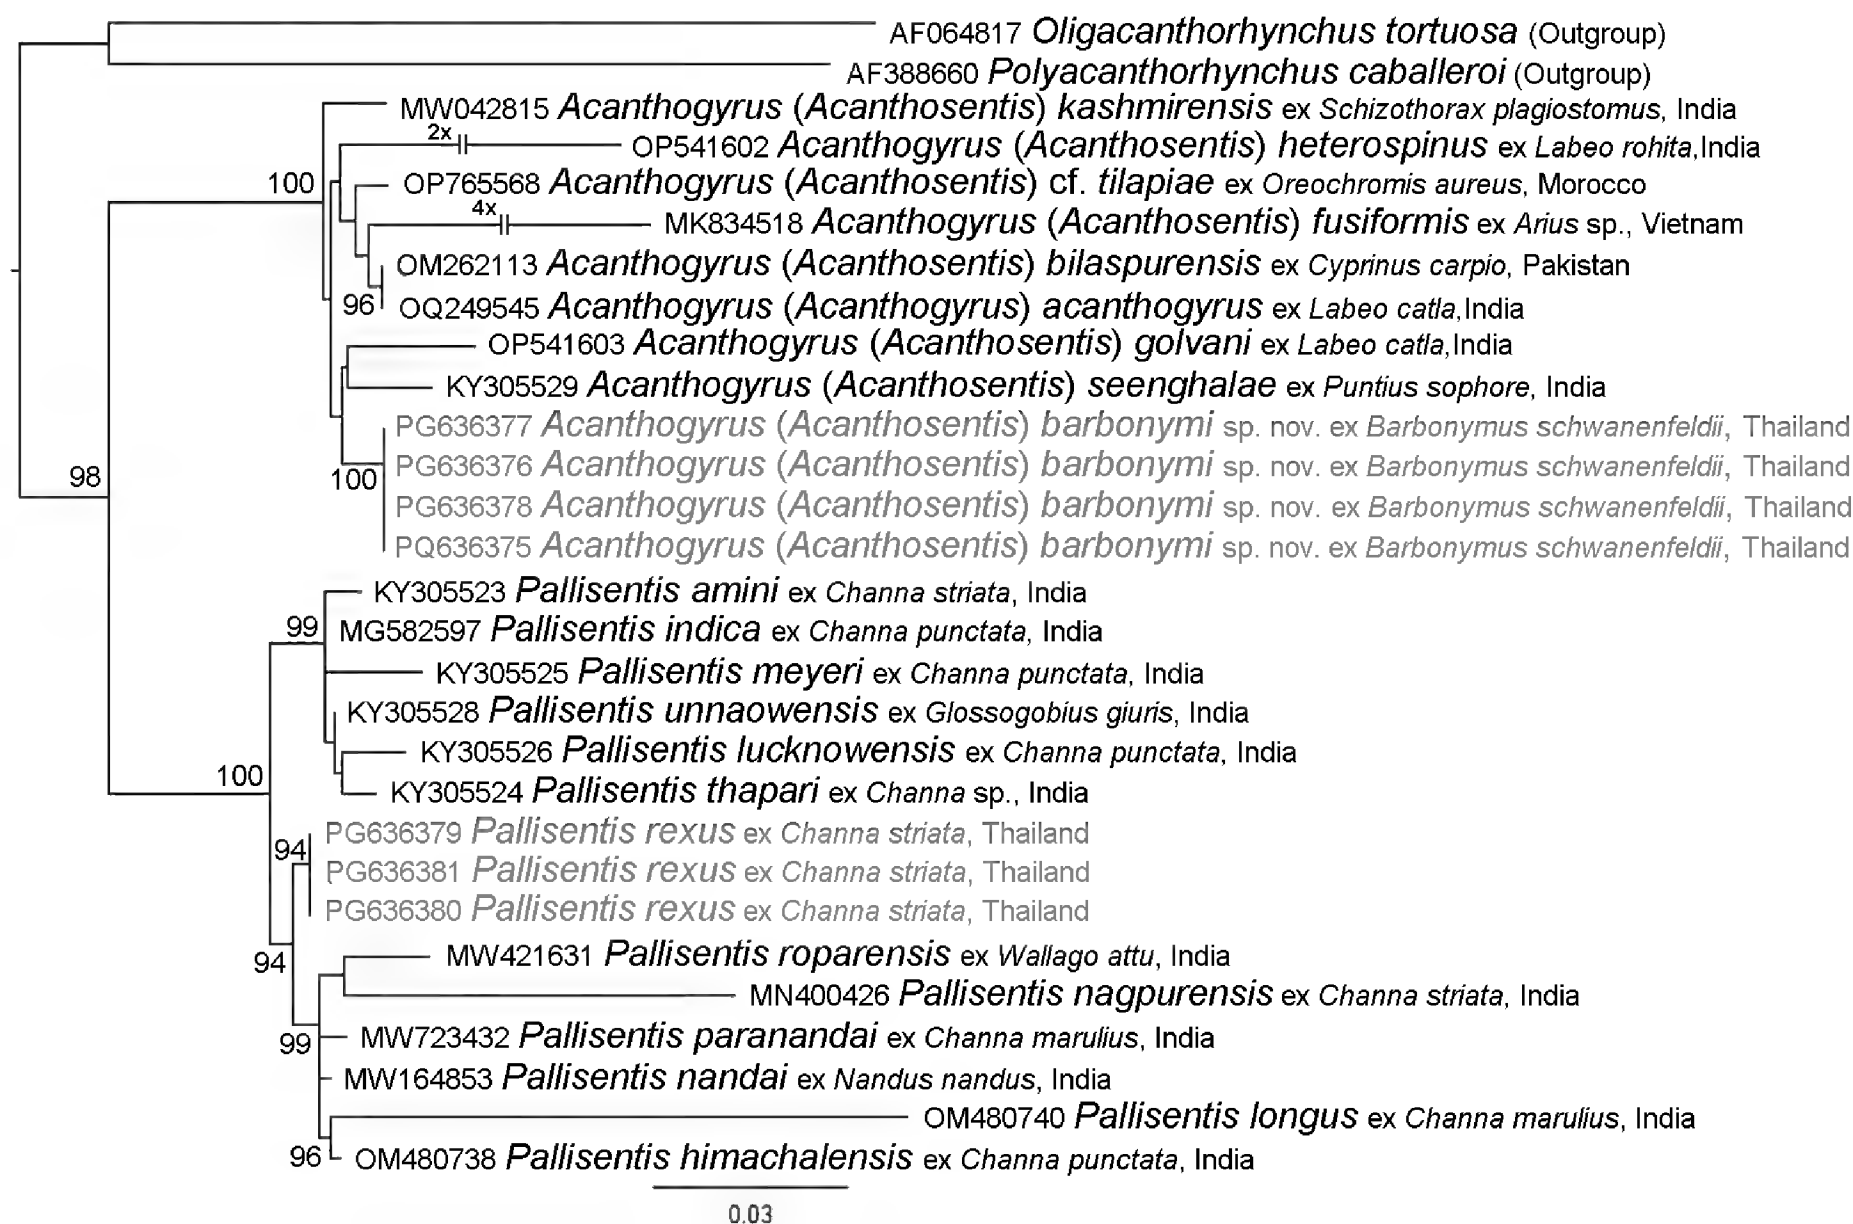 AF064817 Oligacanthorhynchus tortuosa (Outgroup)
AF388660 Polyacanthorhynchus caballeroi (Outgroup)
MW042815 Acanthogyrus (Acanthosentis) kashmirensis ex Schizothorax plagiostomus, India
2x
OP541602 Acanthogyrus (Acanthosentis) heterospinus ex Labeo rohita,India
100
OP765568 Acanthogyrus (Acanthosentis) cf. tilapiae ex Oreochromis aureus, Morocco
4x
MK834518 Acanthogyrus (Acanthosentis) fusiformis ex Arius sp., Vietnam
OM262113 Acanthogyrus (Acanthosentis) bilaspurensis ex Cyprinus carpio, Pakistan
96
OQ249545 Acanthogyrus (Acanthogyrus) acanthogyrus ex Labeo catla,India
OP541603 Acanthogyrus (Acanthosentis) golvani ex Labeo catla,India
KY305529 Acanthogyrus (Acanthosentis) seenghalae ex Puntius sophore, India
PG636377 Acanthogyrus (Acanthosentis) barbonymi sp. nov. ex Barbonymus schwanenfeldii, Thailand
98
100
PG636376 Acanthogyrus (Acanthosentis) barbonymi sp. nov. ex Barbonymus schwanenfeldii, Thailand
PG636378 Acanthogyrus (Acanthosentis) barbonymi sp. nov. ex Barbonymus schwanenfeldii, Thailand
PQ636375 Acanthogyrus (Acanthosentis) barbonymi sp. nov. ex Barbonymus schwanenfeldii, Thailand
KY305523 Pallisentis amini ex Channa striata, India
99
MG582597 Pallisentis indica ex Channa punctata, India
KY305525 Pallisentis meyeri ex Channa punctata, India
KY305528 Pallisentis unnaowensis ex Glossogobius giuris, India
KY305526 Pallisentis lucknowensis ex Channa punctata, India
100
KY305524 Pallisentis thapari ex Channa sp., India
PG636379 Pallisentis rexus ex Channa striata, Thailand
94
PG636381 Pallisentis rexus ex Channa striata, Thailand
PG636380 Pallisentis rexus ex Channa striata, Thailand
94
MW421631 Pallisentis roparensis ex Wallago attu, India
MN400426 Pallisentis nagpurensis ex Channa striata, India
99
MW723432 Pallisentis paranandai ex Channa marulius, India
MW164853 Pallisentis nandai ex Nandus nandus, India
OM480740 Pallisentis longus ex Channa marulius, India
96
OM480738 Pallisentis himachalensis ex Channa punctata, India
0.03